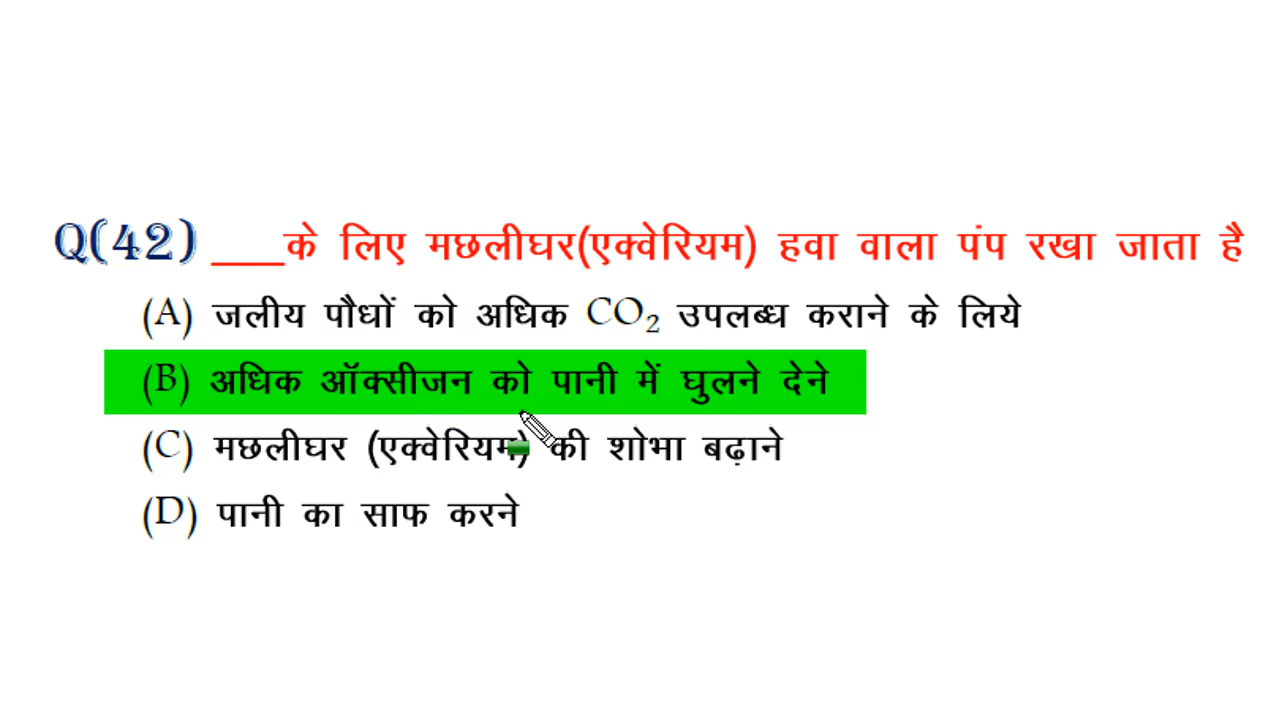 Q(42) ___के लिए मछलीघर(एक्वेरियम) हवा वाला पंप रखा जाता है
(A) जलीय पौधों को अधिक CO₂ उपलब्ध कराने के लिये
(B) अधिक ऑक्सीजन को पानी में घुलने देने
(C) मछलीघर (एक्वेरियम) की शोभा बढ़ाने
(D) पानी का साफ करने